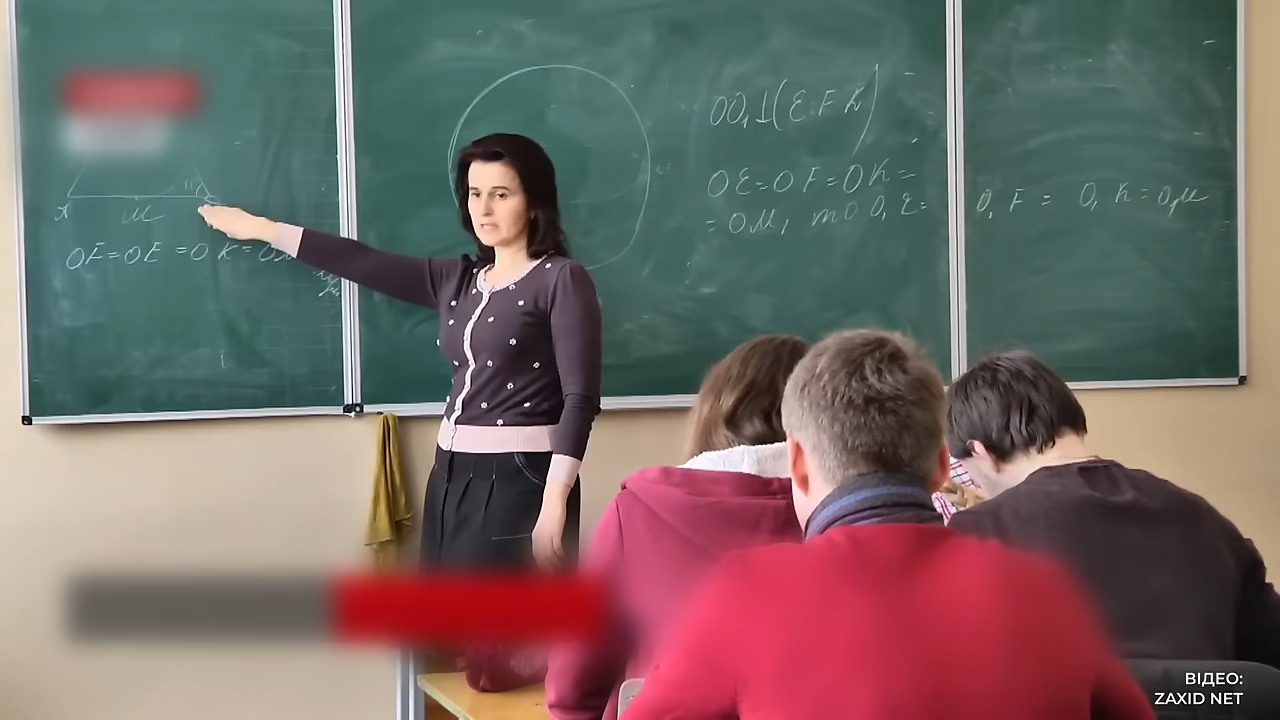 A
M
OF=OE=OK=OM
OO₁⊥(EFK)
OE=OF=OK=
=OM, то O₁E= O₁F = O₁K=O₁M
ВІДЕО:
ZAXID NET